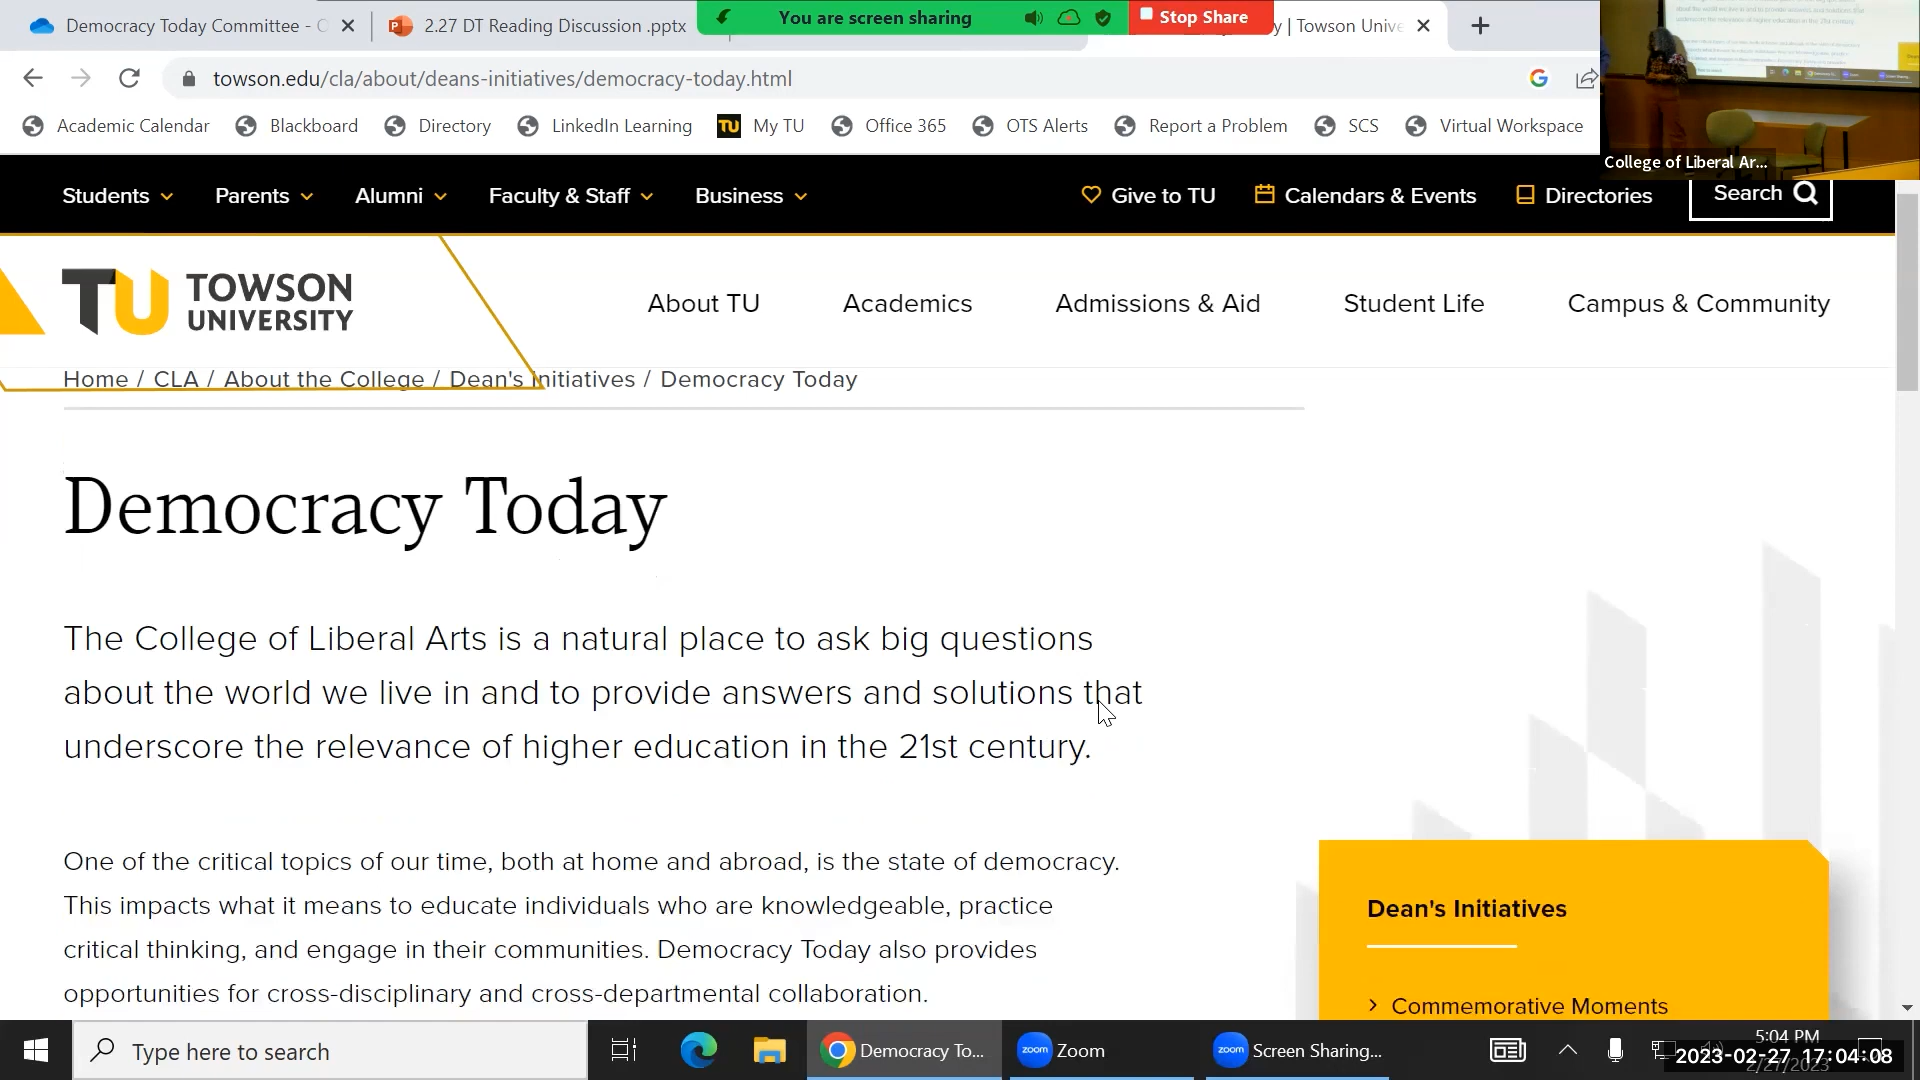 Democracy Today Committee -
2.27 DT Reading Discussion .pptx
You are screen sharing
Stop Share
| Towson Unive
towson.edu/cla/about/deans-initiatives/democracy-today.html
Academic Calendar
Blackboard
Directory
LinkedIn Learning
TU
My TU
Office 365
OTS Alerts
Report a Problem
SCS
Virtual Workspace
College of Liberal Ar...
Students
Parents
Alumni
Faculty & Staff
Business
Give to TU
Calendars & Events
Directories
Search
TU TOWSON
UNIVERSITY
About TU
Academics
Admissions & Aid
Student Life
Campus & Community
Home / CLA / About the College / Dean's Initiatives / Democracy Today
Democracy Today
The College of Liberal Arts is a natural place to ask big questions
about the world we live in and to provide answers and solutions that
underscore the relevance of higher education in the 21st century.
One of the critical topics of our time, both at home and abroad, is the state of democracy.
This impacts what it means to educate individuals who are knowledgeable, practice
critical thinking, and engage in their communities. Democracy Today also provides
opportunities for cross-disciplinary and cross-departmental collaboration.
Dean's Initiatives
Commemorative Moments
Type here to search
Democracy To...
zoom
Zoom
zoom
Screen Sharing...
5:04 PM
2023-02-27 17:04:08
2/27/2023